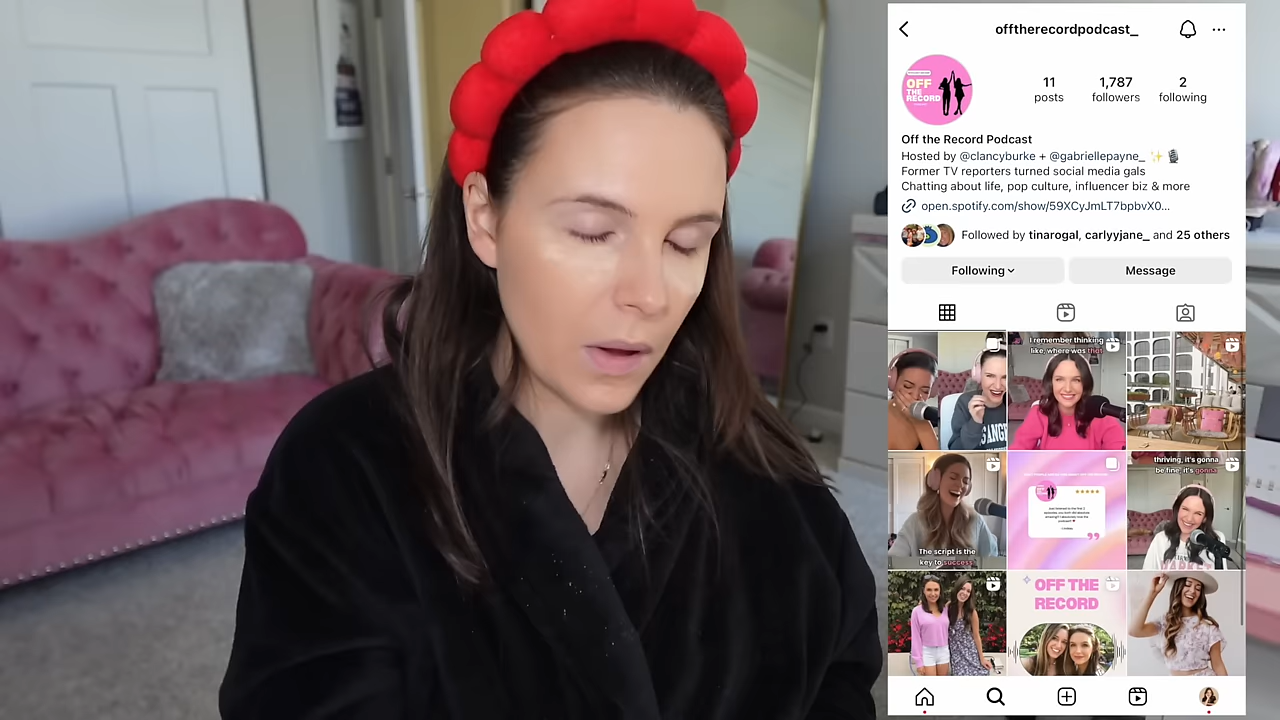 offtherecordpodcast_
OFF
THE
RECORD
11
posts
1,787
followers
2
following
Off the Record Podcast
Hosted by @clancyburke + @gabriellepayne_ ✨ 🎙️
Former TV reporters turned social media gals
Chatting about life, pop culture, influencer biz & more
open.spotify.com/show/59XCyJmLT7bpbvX0...
Followed by tinarogal, carlyyjane_ and 25 others
Following
Message
I remember thinking
like, where was that
thriving, it's gonna
be fine, it's gonna
The script is the
key to success
OFF THE
RECORD